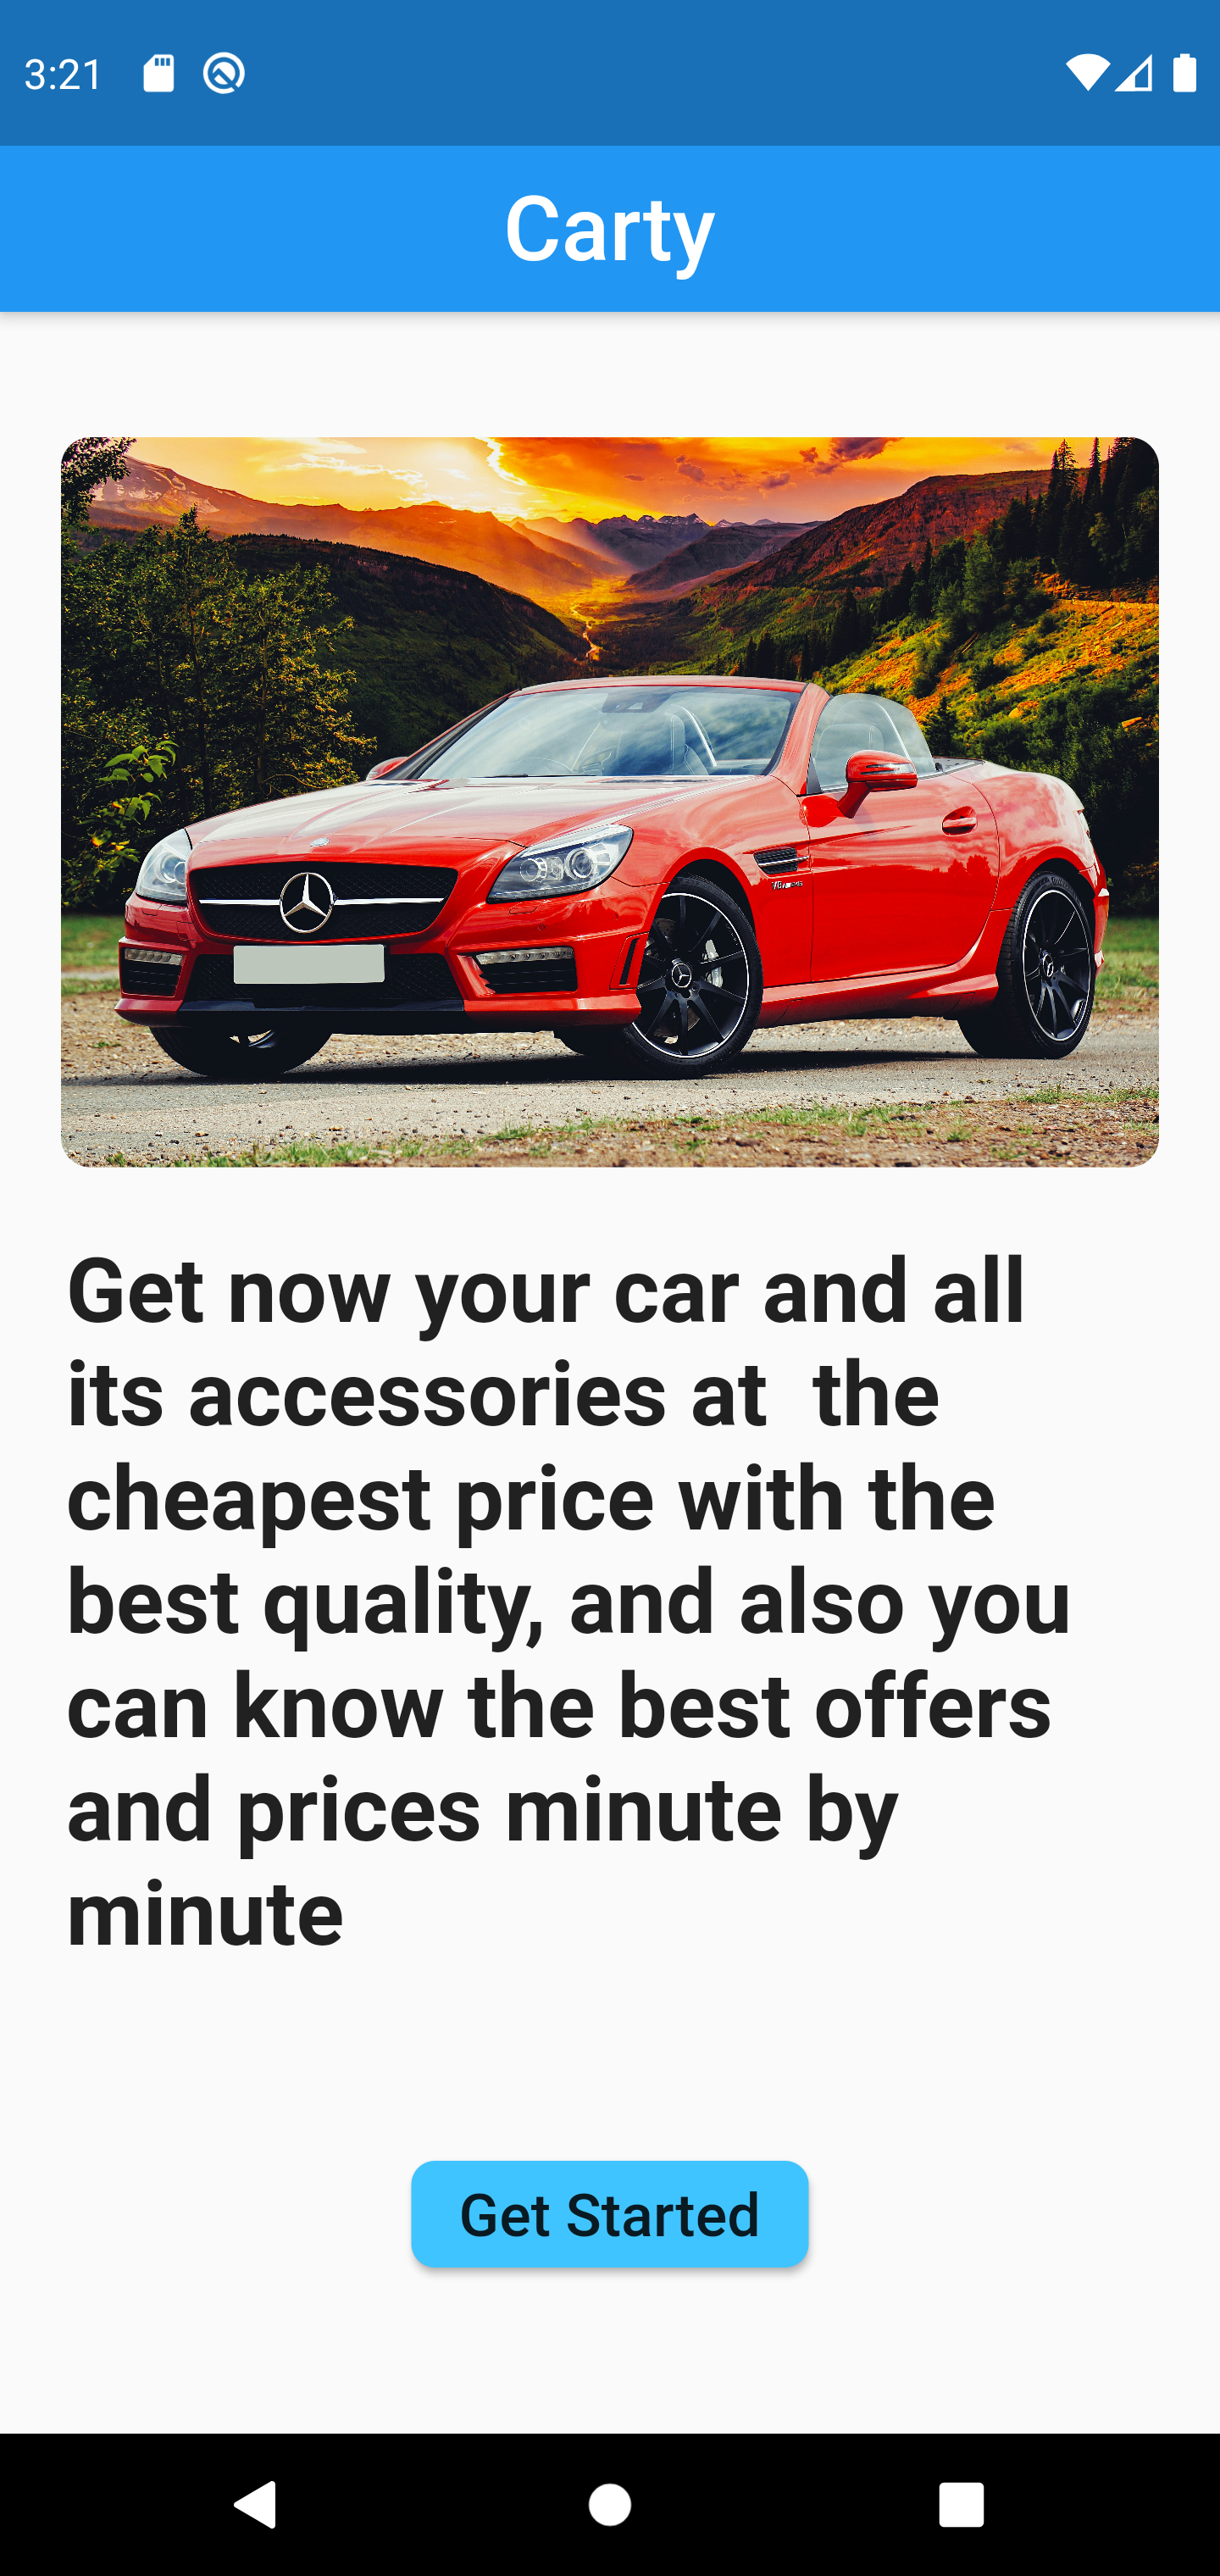 3:21
Carty
Get now your car and all
its accessories at  the
cheapest price with the
best quality, and also you
can know the best offers
and prices minute by
minute
Get Started